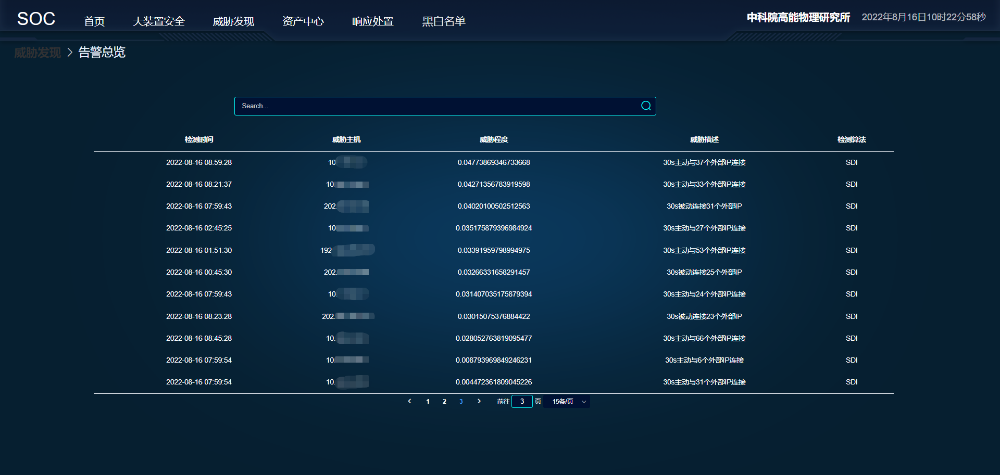 SOC 首页 大装置安全 威胁发现 资产中心 响应处置 黑白名单 中科院高能物理研究所 2022年8月16日10时22分58秒
威胁发现 > 告警总览
Search...
检测时间 威胁主机 威胁程度 威胁描述 检测算法
2022-08-16 08:59:28 10 0.04773869346733668 30s主动与37个外部IP连接 SDI
2022-08-16 08:21:37 10 0.04271356783919598 30s主动与33个外部IP连接 SDI
2022-08-16 07:59:43 202. 0.04020100502512563 30s被动连接31个外部IP SDI
2022-08-16 02:45:25 10 0.035175879396984924 30s主动与27个外部IP连接 SDI
2022-08-16 01:51:30 192 0.03391959798994975 30s主动与53个外部IP连接 SDI
2022-08-16 00:45:30 202. 0.03266331658291457 30s被动连接25个外部IP SDI
2022-08-16 07:59:43 10. 0.031407035175879394 30s主动与24个外部IP连接 SDI
2022-08-16 08:23:28 202. 0.03015075376884422 30s被动连接23个外部IP SDI
2022-08-16 08:45:28 10. 0.028052763819095477 30s主动与66个外部IP连接 SDI
2022-08-16 07:59:54 10 0.008793969849246231 30s主动与6个外部IP连接 SDI
2022-08-16 07:59:54 10. 0.004472361809045226 30s主动与31个外部IP连接 SDI
< 1 2 3 > 前往 3 页 15条/页